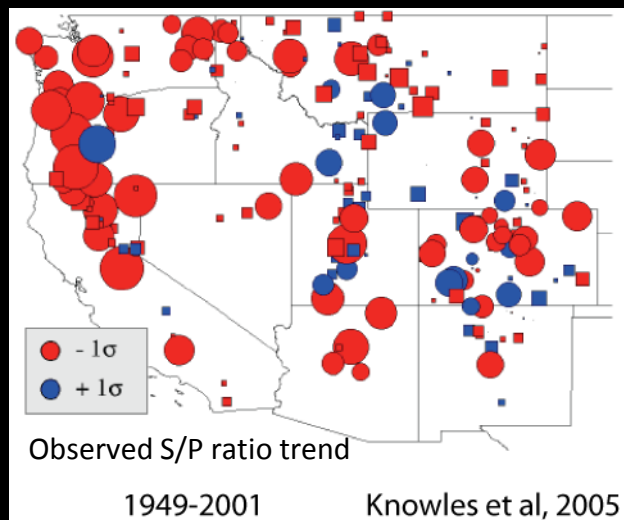 - 1σ
+ 1σ
Observed S/P ratio trend
1949-2001 Knowles et al, 2005